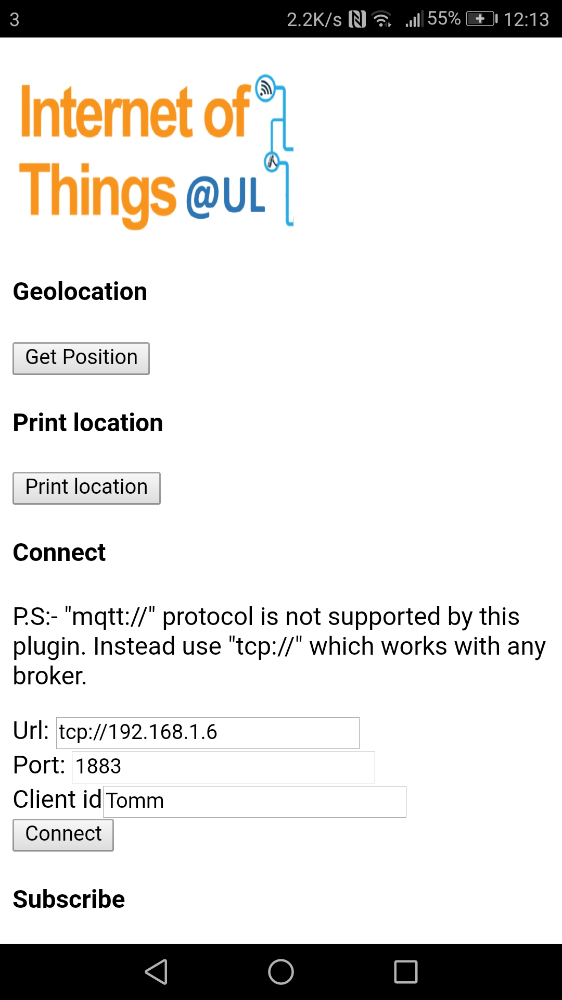 3 2.2K/s 55% 12:13
Internet of
Things @UL
Geolocation
Get Position
Print location
Print location
Connect
P.S:- "mqtt://" protocol is not supported by this
plugin. Instead use "tcp://" which works with any
broker.
Url: tcp://192.168.1.6
Port: 1883
Client id Tomm
Connect
Subscribe